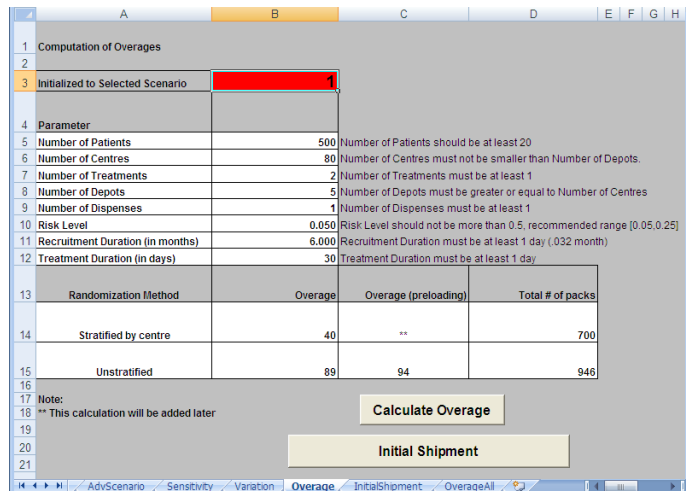 A B C D E F G H
1 Computation of Overages
2
3 Initialized to Selected Scenario 1
4 Parameter
5 Number of Patients 500 Number of Patients should be at least 20
6 Number of Centres 80 Number of Centres must not be smaller than Number of Depots.
7 Number of Treatments 2 Number of Treatments must be at least 1
8 Number of Depots 5 Number of Depots must be greater or equal to Number of Centres
9 Number of Dispenses 1 Number of Dispenses must be at least 1
10 Risk Level 0.050 Risk Level should not be more than 0.5, recommended range [0.05,0.25]
11 Recruitment Duration (in months) 6.000 Recruitment Duration must be at least 1 day (.032 month)
12 Treatment Duration (in days) 30 Treatment Duration must be at least 1 day
13 Randomization Method Overage Overage (preloading) Total # of packs
14 Stratified by centre 40 ** 700
15 Unstratified 89 94 946
16
17 Note:
18 ** This calculation will be added later
Calculate Overage
19
20 Initial Shipment
21
AdvScenario Sensitivity Variation Overage InitialShipment OverageAll